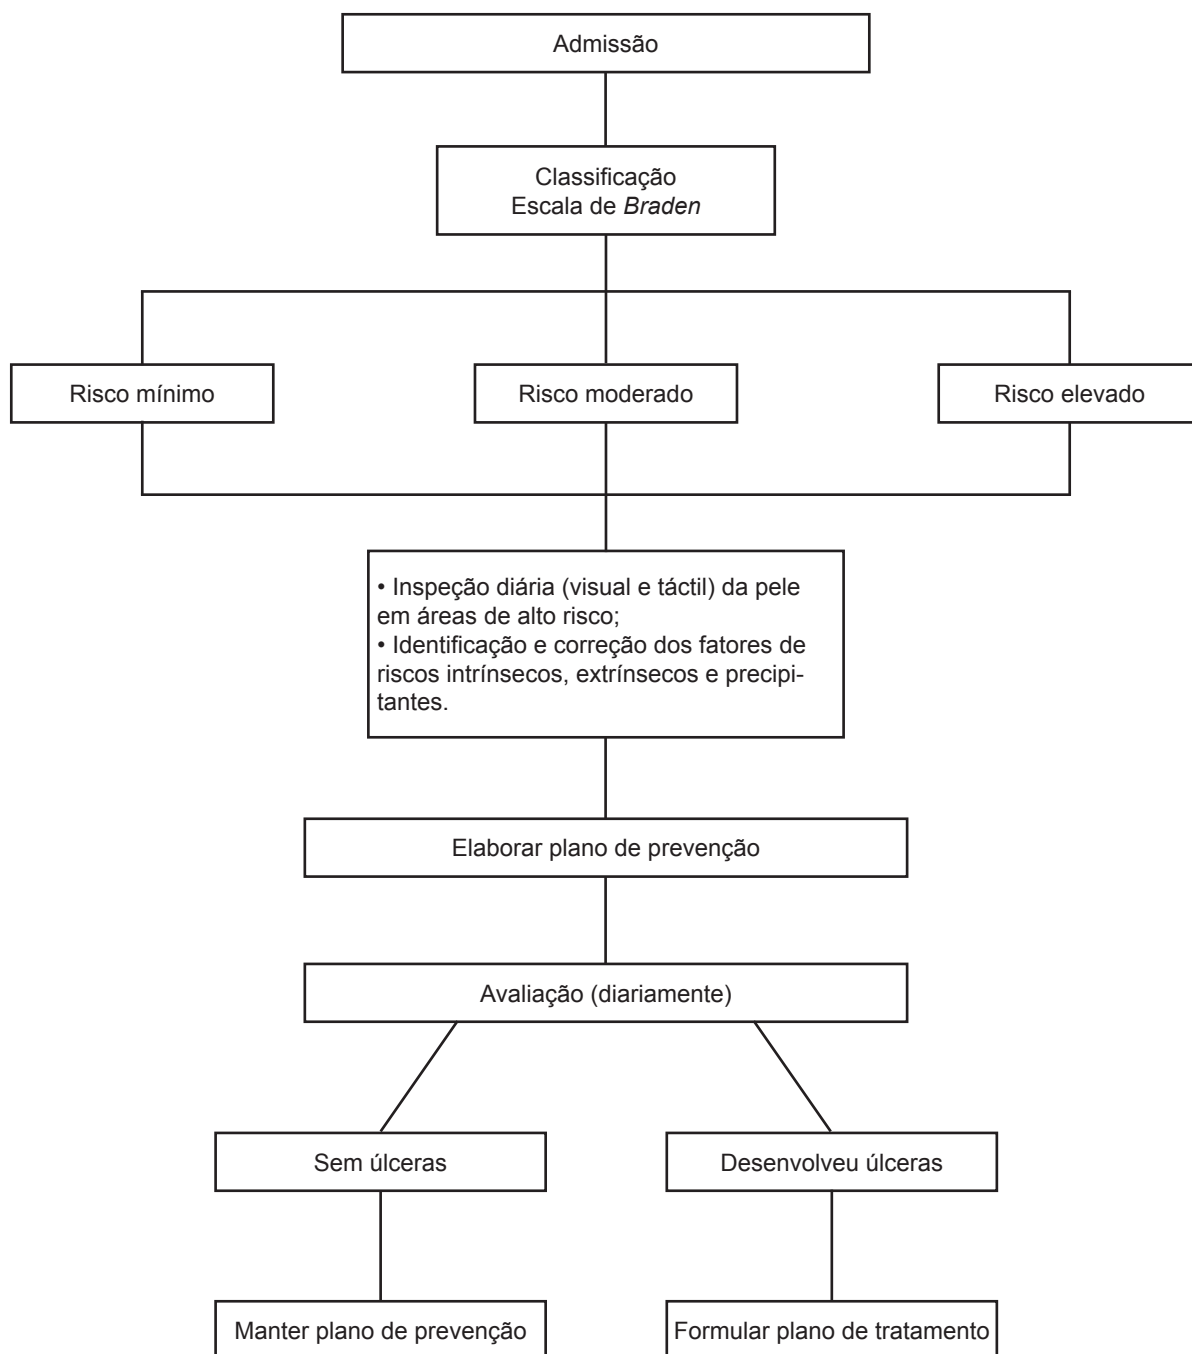 Admissão
Classificação
Escala de Braden
Risco mínimo
Risco moderado
Risco elevado
• Inspeção diária (visual e táctil) da pele
em áreas de alto risco;
• Identificação e correção dos fatores de
riscos intrínsecos, extrínsecos e precipi-
tantes.
Elaborar plano de prevenção
Avaliação (diariamente)
Sem úlceras
Desenvolveu úlceras
Manter plano de prevenção
Formular plano de tratamento